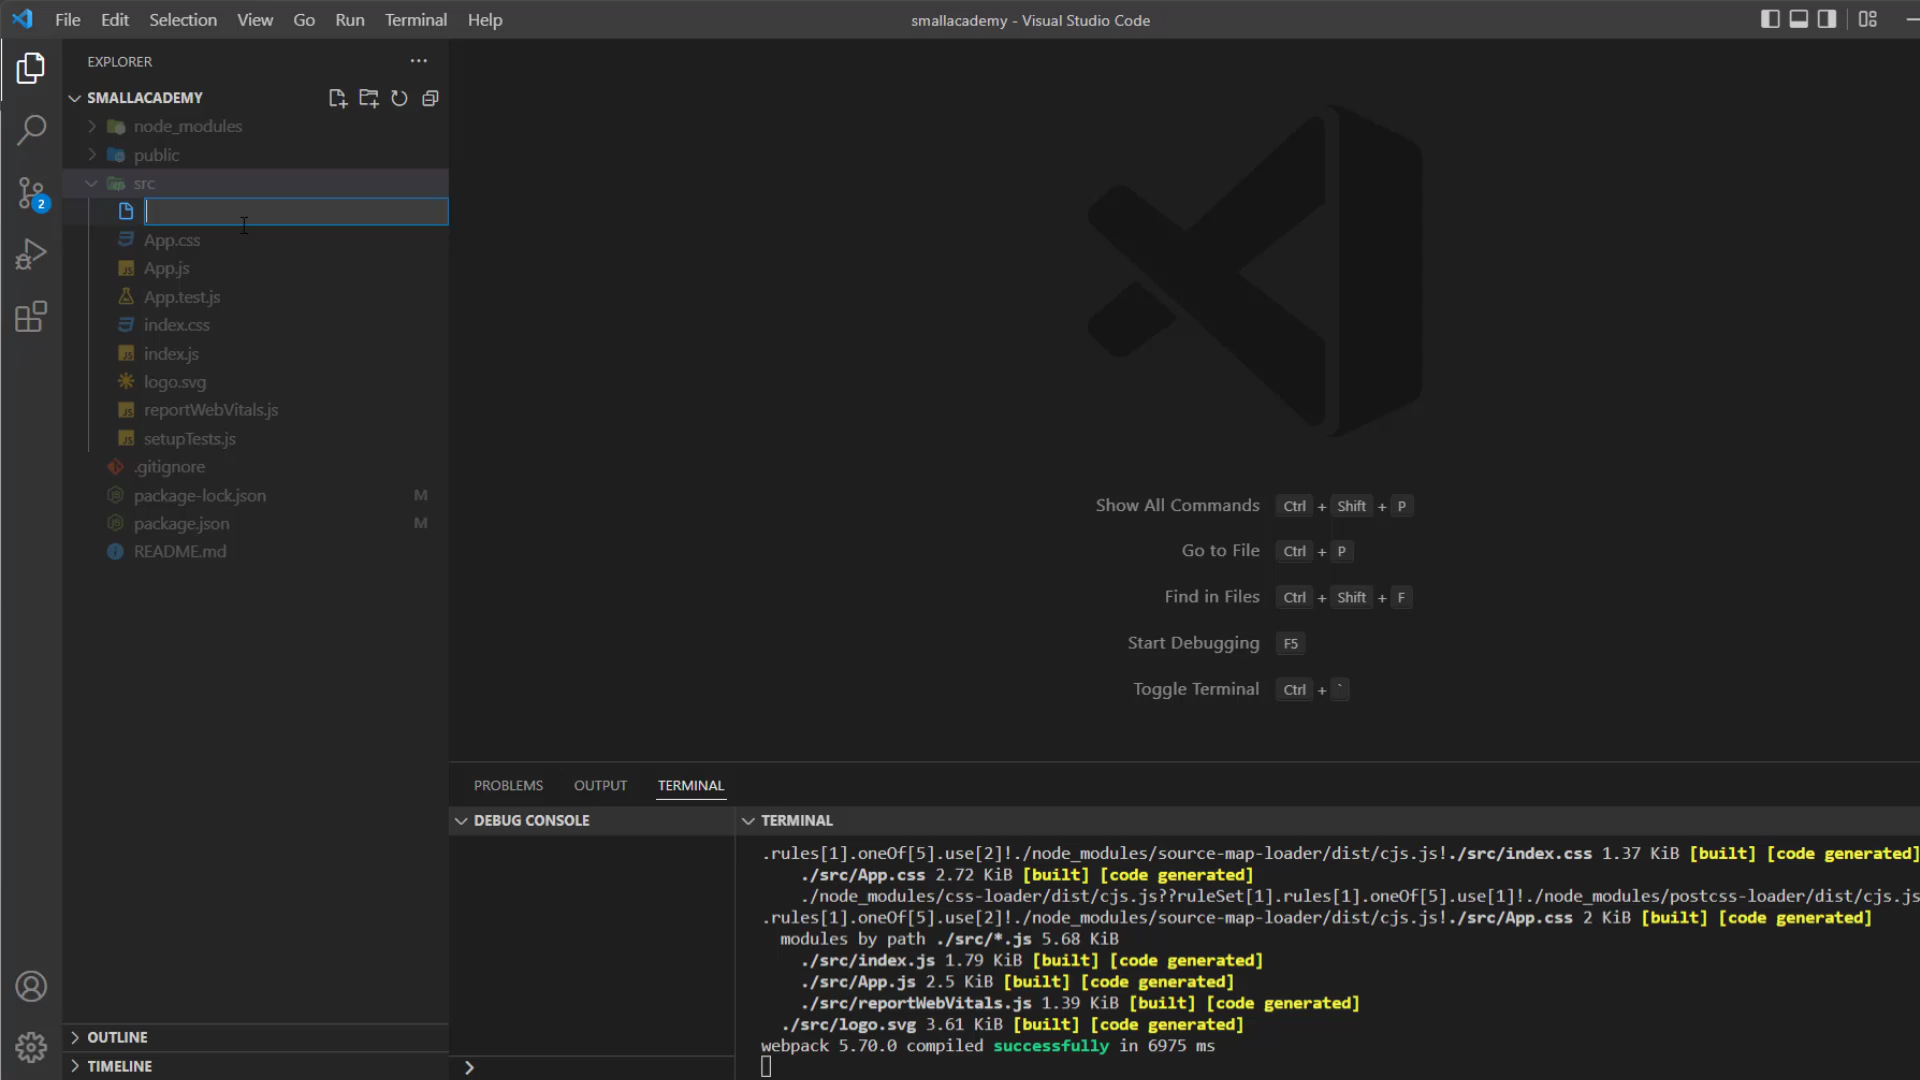 File Edit Selection View Go Run Terminal Help
smallacademy - Visual Studio Code
EXPLORER
SMALLACADEMY
node_modules
public
src
App.css
App.js
App.test.js
index.css
index.js
logo.svg
reportWebVitals.js
setupTests.js
.gitignore
package-lock.json M
package.json M
README.md
2
OUTLINE
TIMELINE
Show All Commands Ctrl + Shift + P
Go to File Ctrl + P
Find in Files Ctrl + Shift + F
Start Debugging F5
Toggle Terminal Ctrl + `
PROBLEMS OUTPUT TERMINAL
DEBUG CONSOLE
TERMINAL
.rules[1].oneOf[5].use[2]!./node_modules/source-map-loader/dist/cjs.js!./src/index.css 1.37 KiB [built] [code generated]
./src/App.css 2.72 KiB [built] [code generated]
./node_modules/css-loader/dist/cjs.js??ruleSet[1].rules[1].oneOf[5].use[1]!./node_modules/postcss-loader/dist/cjs.js
.rules[1].oneOf[5].use[2]!./node_modules/source-map-loader/dist/cjs.js!./src/App.css 2 KiB [built] [code generated]
modules by path ./src/*.js 5.68 KiB
./src/index.js 1.79 KiB [built] [code generated]
./src/App.js 2.5 KiB [built] [code generated]
./src/reportWebVitals.js 1.39 KiB [built] [code generated]
./src/logo.svg 3.61 KiB [built] [code generated]
webpack 5.70.0 compiled successfully in 6975 ms